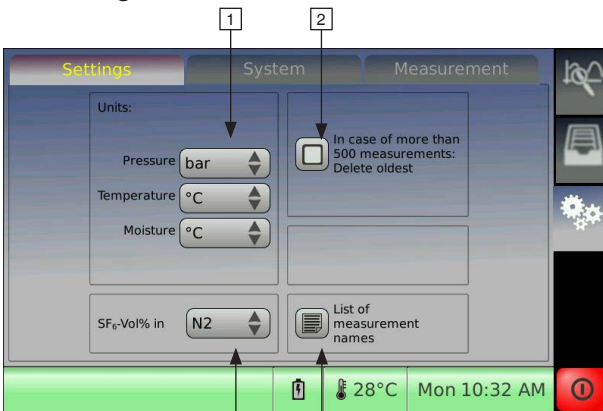 1 2
Settings System Measurement
Units:
Pressure bar
Temperature °C
Moisture °C
In case of more than
500 measurements:
Delete oldest
SF₆-Vol% in N2
List of
measurement
names
28°C Mon 10:32 AM